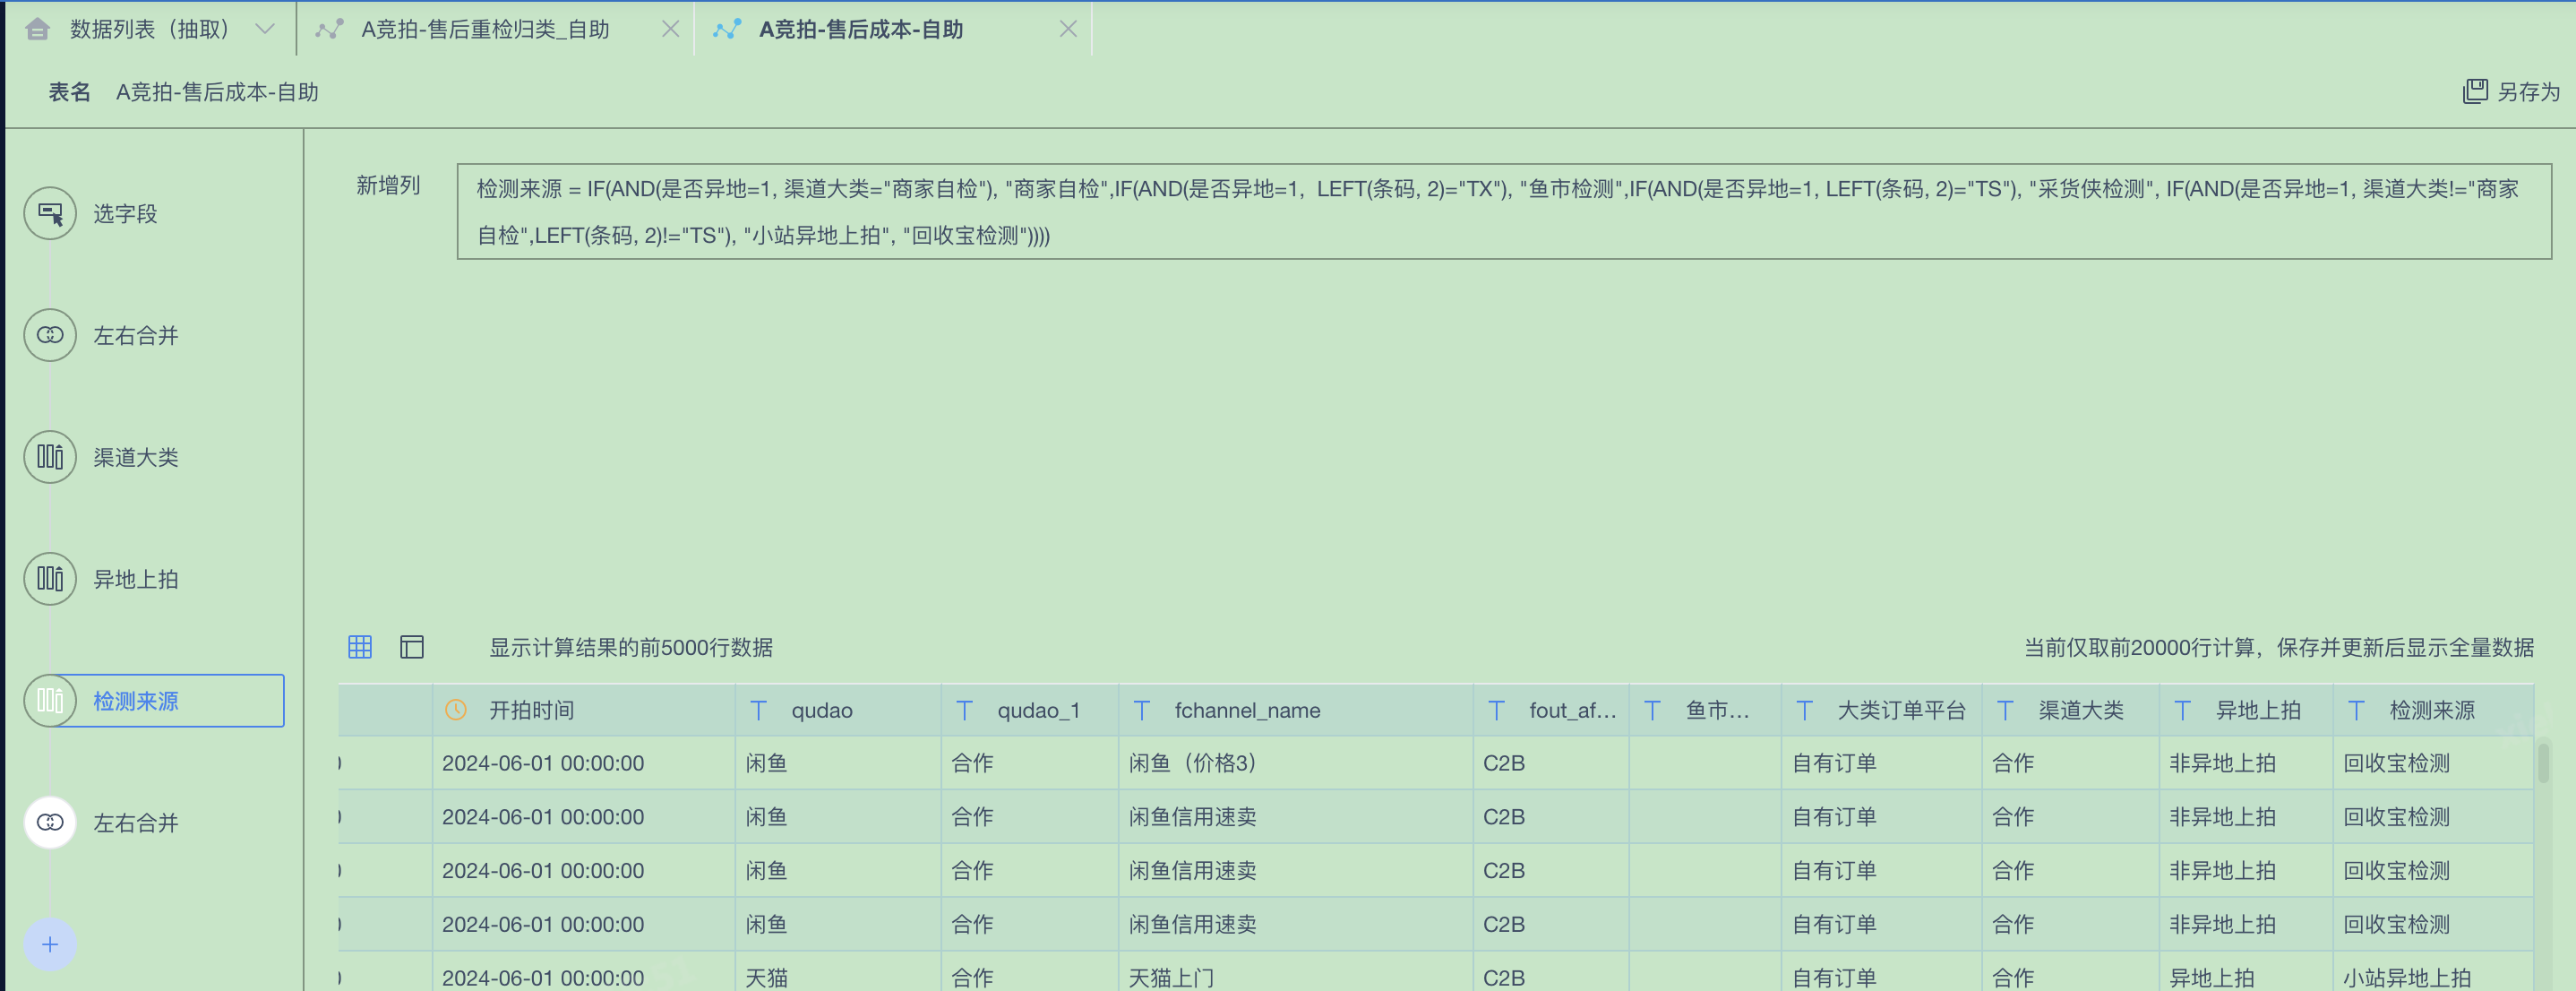 数据列表（抽取）
A竞拍-售后重检归类_自助
A竞拍-售后成本-自助
表名 A竞拍-售后成本-自助
另存为
选字段
左右合并
渠道大类
异地上拍
检测来源
左右合并
新增列
检测来源 = IF(AND(是否异地=1, 渠道大类="商家自检"), "商家自检",IF(AND(是否异地=1, LEFT(条码, 2)="TX"), "鱼市检测",IF(AND(是否异地=1, LEFT(条码, 2)="TS"), "采货侠检测", IF(AND(是否异地=1, 渠道大类!="商家
自检",LEFT(条码, 2)!="TS"), "小站异地上拍", "回收宝检测"))))
显示计算结果的前5000行数据
当前仅取前20000行计算，保存并更新后显示全量数据
开拍时间 qudao qudao_1 fchannel_name fout_af... 鱼市... 大类订单平台 渠道大类 异地上拍 检测来源
2024-06-01 00:00:00 闲鱼 合作 闲鱼（价格3） C2B 自有订单 合作 非异地上拍 回收宝检测
2024-06-01 00:00:00 闲鱼 合作 闲鱼信用速卖 C2B 自有订单 合作 非异地上拍 回收宝检测
2024-06-01 00:00:00 闲鱼 合作 闲鱼信用速卖 C2B 自有订单 合作 非异地上拍 回收宝检测
2024-06-01 00:00:00 闲鱼 合作 闲鱼信用速卖 C2B 自有订单 合作 非异地上拍 回收宝检测
2024-06-01 00:00:00 天猫 合作 天猫上门 C2B 自有订单 合作 异地上拍 小站异地上拍